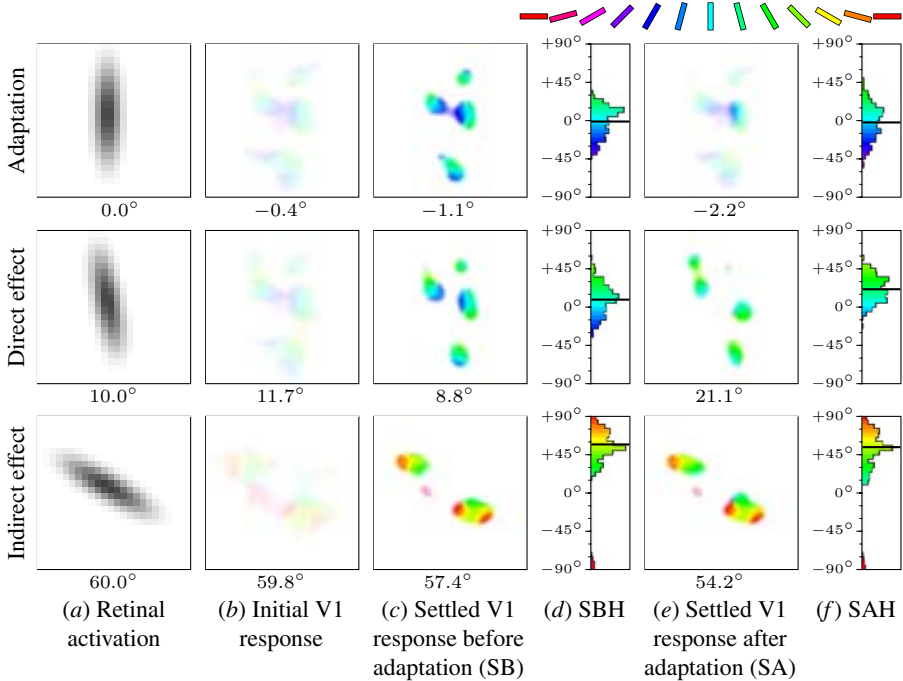 Adaptation
+90°
+45°
0°
−45°
−90°
+90°
+45°
0°
−45°
−90°
0.0°
−0.4°
−1.1°
−2.2°
Direct effect
+90°
+45°
0°
−45°
−90°
+90°
+45°
0°
−45°
−90°
10.0°
11.7°
8.8°
21.1°
Indirect effect
+90°
+45°
0°
−45°
−90°
+90°
+45°
0°
−45°
−90°
60.0°
59.8°
57.4°
54.2°
(a) Retinal
activation
(b) Initial V1
response
(c) Settled V1
response before
adaptation (SB)
(d) SBH
(e) Settled V1
response after
adaptation (SA)
(f) SAH